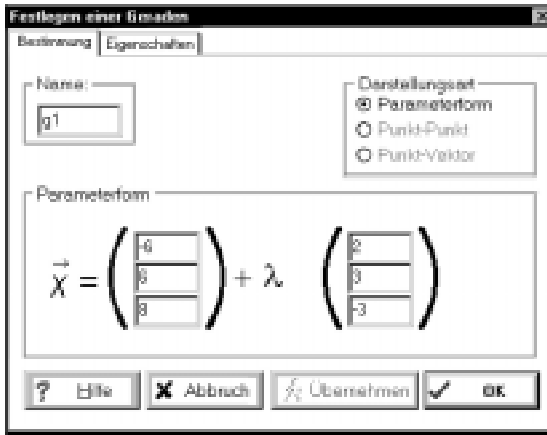 Festlegen einer Geraden
Bestimmung Eigenschaften
Name:
g1
Darstellungsart
Parameterform
Punkt-Punkt
Punkt-Vektor
Parameterform
x = ( -6 6 8 ) + λ ( 2 3 -3 )
? Hilfe Abbruch Übernehmen OK